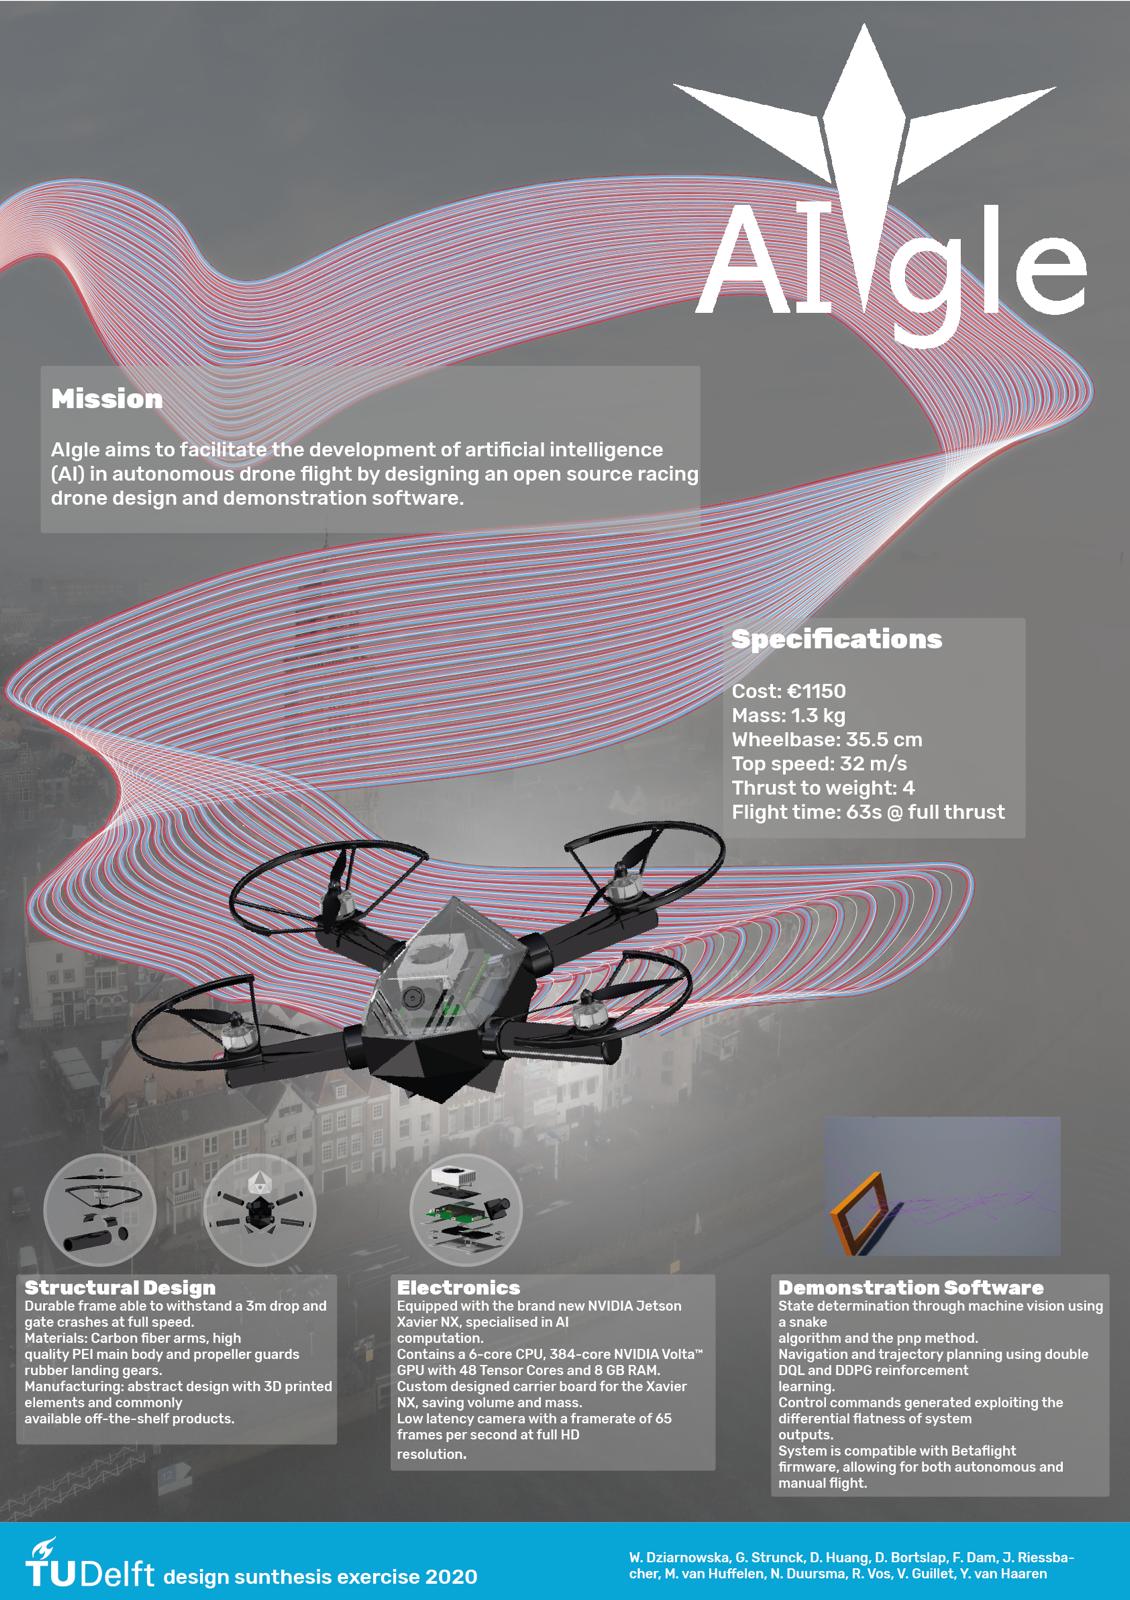 AIgle
Mission
AIgle aims to facilitate the development of artificial intelligence
(AI) in autonomous drone flight by designing an open source racing
drone design and demonstration software.
Specifications
Cost: €1150
Mass: 1.3 kg
Wheelbase: 35.5 cm
Top speed: 32 m/s
Thrust to weight: 4
Flight time: 63s @ full thrust
Structural Design
Durable frame able to withstand a 3m drop and
gate crashes at full speed.
Materials: Carbon fiber arms, high
quality PEI main body and propeller guards
rubber landing gears.
Manufacturing: abstract design with 3D printed
elements and commonly
available off-the-shelf products.
Electronics
Equipped with the brand new NVIDIA Jetson
Xavier NX, specialised in AI
computation.
Contains a 6-core CPU, 384-core NVIDIA Volta™
GPU with 48 Tensor Cores and 8 GB RAM.
Custom designed carrier board for the Xavier
NX, saving volume and mass.
Low latency camera with a framerate of 65
frames per second at full HD
resolution.
Demonstration Software
State determination through machine vision using
a snake
algorithm and the pnp method.
Navigation and trajectory planning using double
DQL and DDPG reinforcement
learning.
Control commands generated exploiting the
differential flatness of system
outputs.
System is compatible with Betaflight
firmware, allowing for both autonomous and
manual flight.
TU Delft design sunthesis exercise 2020
W. Dziarnowska, G. Strunck, D. Huang, D. Bortslap, F. Dam, J. Riessba-
cher, M. van Huffelen, N. Duursma, R. Vos, V. Guillet, Y. van Haaren